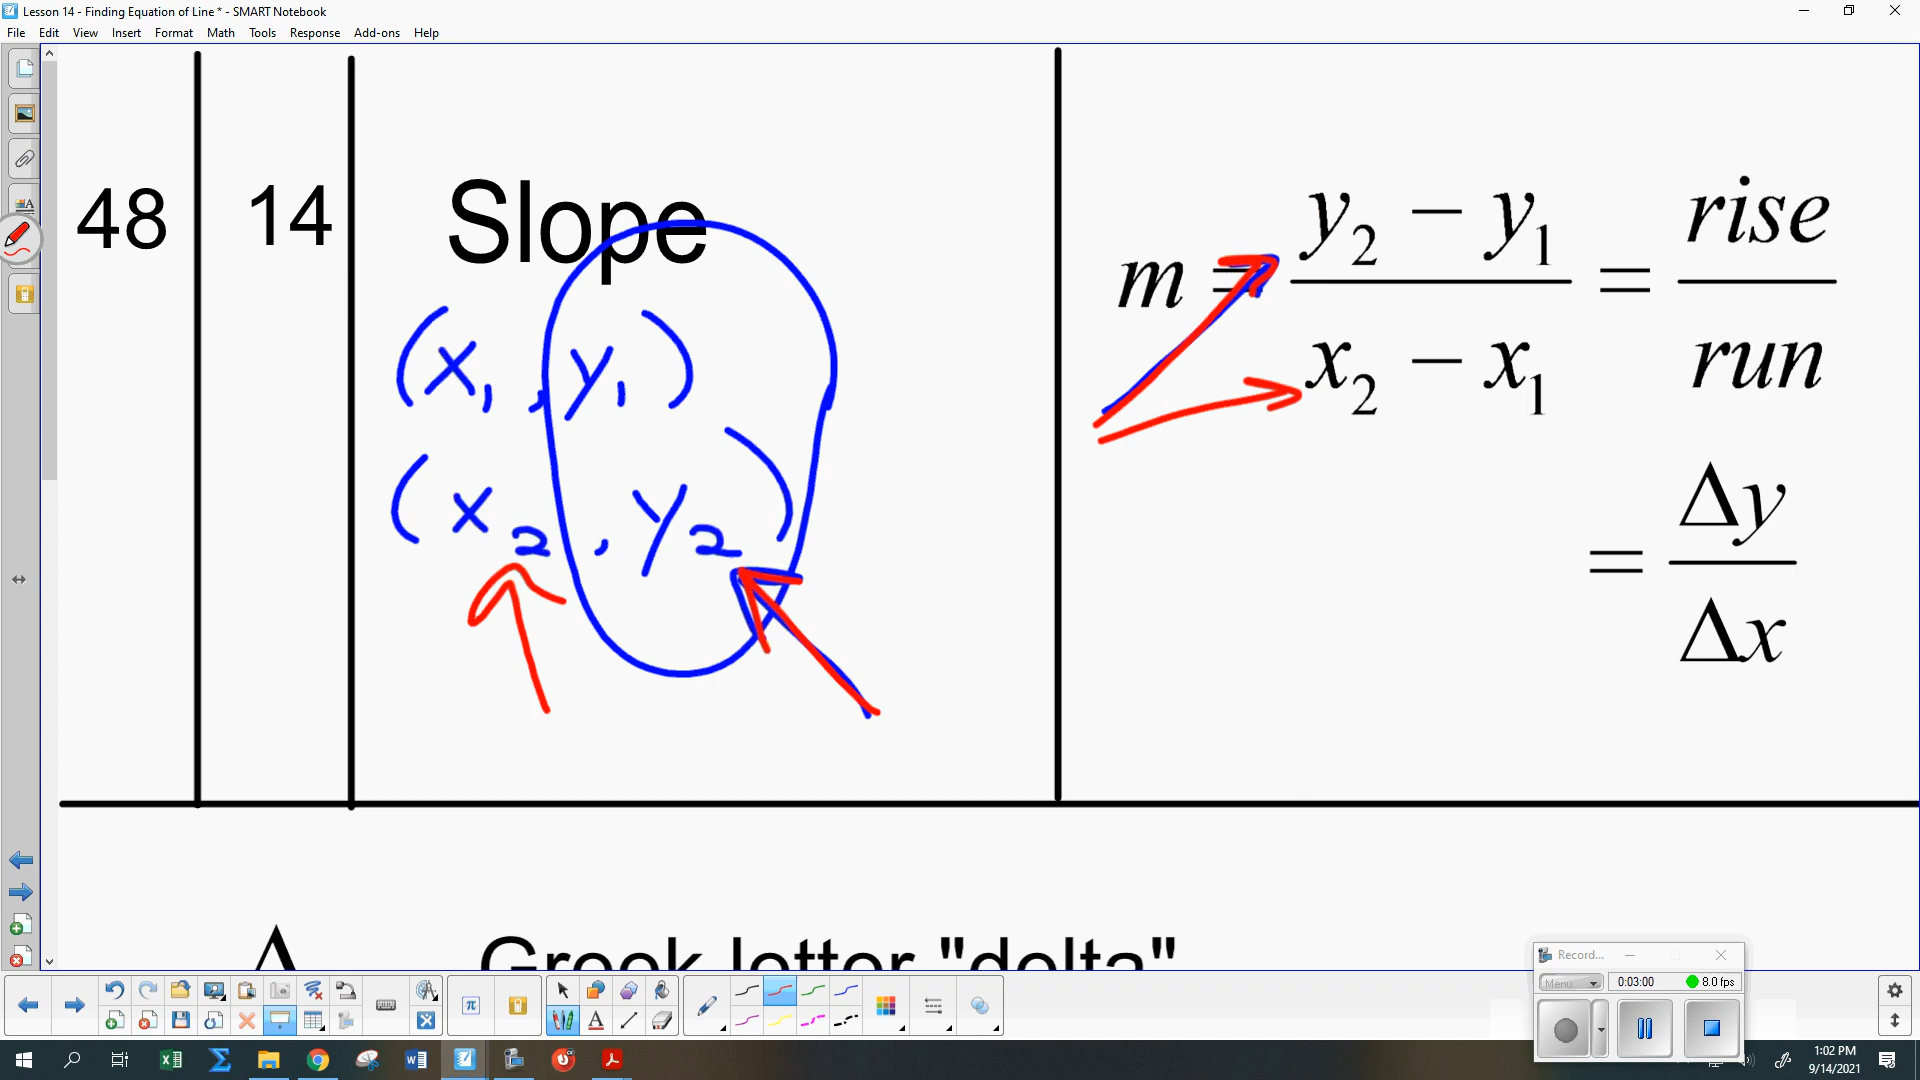 Lesson 14 - Finding Equation of Line * - SMART Notebook
File Edit View Insert Format Math Tools Response Add-ons Help
48 14 Slope
(x₁, y₁)
(x₂, y₂)
m = (y₂ − y₁)/(x₂ − x₁) = rise/run
= Δy/Δx
Δ Greek letter "delta"
Record...
Menu 0:03:00 8.0 fps
1:02 PM
9/14/2021